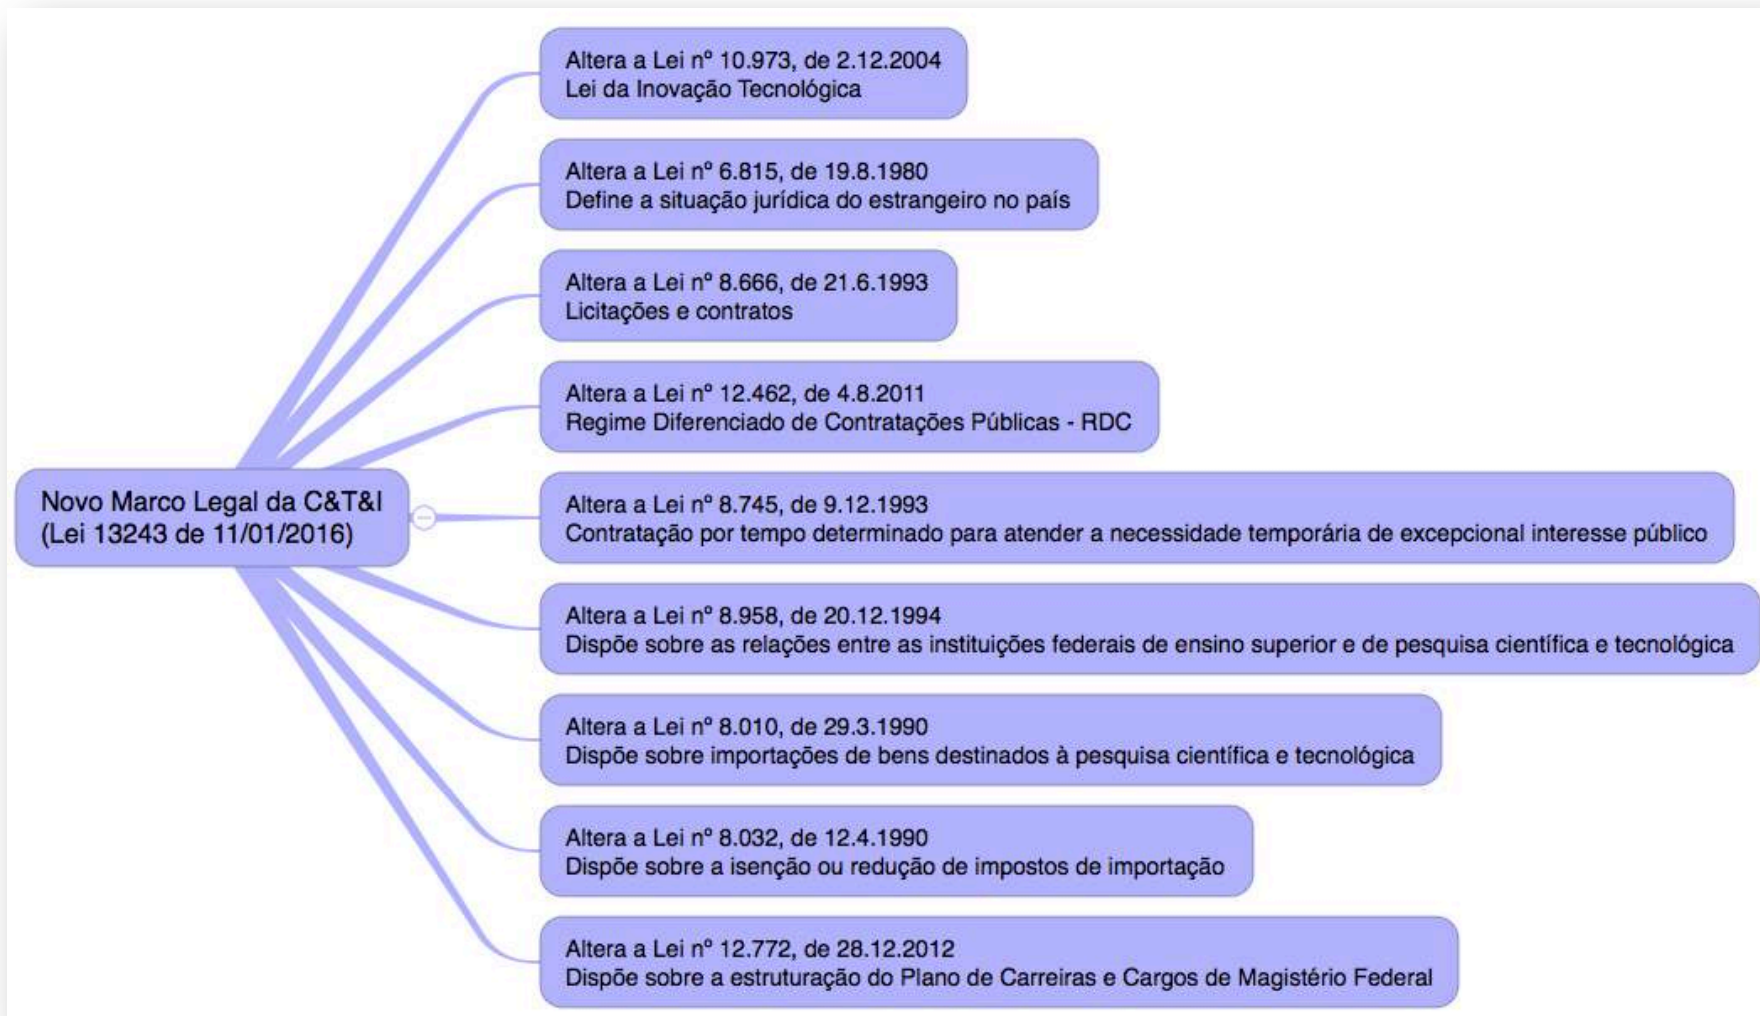 Altera a Lei nº 10.973, de 2.12.2004
Lei da Inovação Tecnológica
Altera a Lei nº 6.815, de 19.8.1980
Define a situação jurídica do estrangeiro no país
Altera a Lei nº 8.666, de 21.6.1993
Licitações e contratos
Altera a Lei nº 12.462, de 4.8.2011
Regime Diferenciado de Contratações Públicas - RDC
Novo Marco Legal da C&T&I
(Lei 13243 de 11/01/2016)
Altera a Lei nº 8.745, de 9.12.1993
Contratação por tempo determinado para atender a necessidade temporária de excepcional interesse público
Altera a Lei nº 8.958, de 20.12.1994
Dispõe sobre as relações entre as instituições federais de ensino superior e de pesquisa científica e tecnológica
Altera a Lei nº 8.010, de 29.3.1990
Dispõe sobre importações de bens destinados à pesquisa científica e tecnológica
Altera a Lei nº 8.032, de 12.4.1990
Dispõe sobre a isenção ou redução de impostos de importação
Altera a Lei nº 12.772, de 28.12.2012
Dispõe sobre a estruturação do Plano de Carreiras e Cargos de Magistério Federal